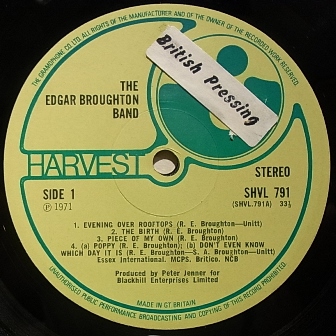 THE GRAMOPHONE CO. LTD. ALL RIGHTS OF THE MANUFACTURER AND OF THE OWNER OF THE RECORDED WORK RESERVED.
British Pressing
THE
EDGAR BROUGHTON
BAND
HARVEST
STEREO
SIDE 1
SHVL 791
℗ 1971
(SHVL.791A) 33⅓
1. EVENING OVER ROOFTOPS (R. E. Broughton—Unitt)
2. THE BIRTH (R. E. Broughton)
3. PIECE OF MY OWN (R. E. Broughton)
4. (a) POPPY (R. E. Broughton); (b) DON'T EVEN KNOW
WHICH DAY IT IS (R. E. Broughton—S. A. Broughton—Unitt)
Essex International. MCPS. Britico. NCB
Produced by Peter Jenner for
Blackhill Enterprises Limited
MADE IN GT BRITAIN
UNAUTHORISED PUBLIC PERFORMANCE BROADCASTING AND COPYING OF THIS RECORD PROHIBITED